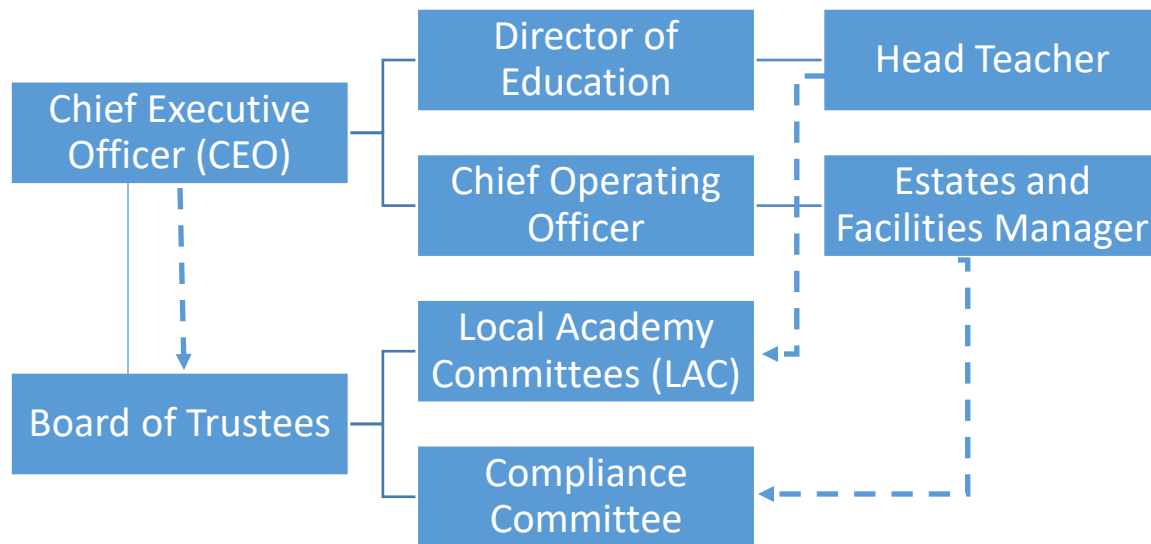 Director of
Education
Head Teacher
Chief Executive
Officer (CEO)
Chief Operating
Officer
Estates and
Facilities Manager
Local Academy
Committees (LAC)
Board of Trustees
Compliance
Committee